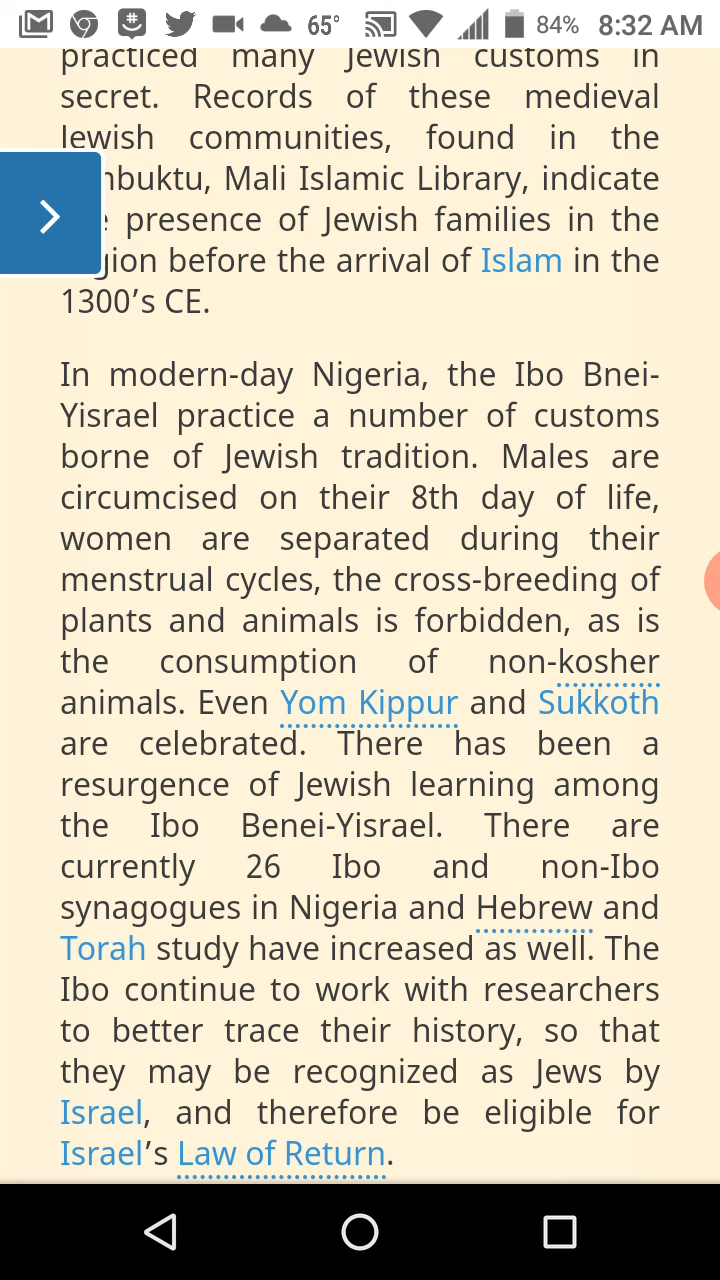 65° 84% 8:32 AM
practiced many Jewish customs in
secret. Records of these medieval
Jewish communities, found in the
Mali Islamic Library, indicate
presence of Jewish families in the
before the arrival of Islam in the
1300’s CE.
In modern-day Nigeria, the Ibo Bnei-
Yisrael practice a number of customs
borne of Jewish tradition. Males are
circumcised on their 8th day of life,
women are separated during their
menstrual cycles, the cross-breeding of
plants and animals is forbidden, as is
the consumption of non-kosher
animals. Even Yom Kippur and Sukkoth
are celebrated. There has been a
resurgence of Jewish learning among
the Ibo Benei-Yisrael. There are
currently 26 Ibo and non-Ibo
synagogues in Nigeria and Hebrew and
Torah study have increased as well. The
Ibo continue to work with researchers
to better trace their history, so that
they may be recognized as Jews by
Israel, and therefore be eligible for
Israel’s Law of Return.